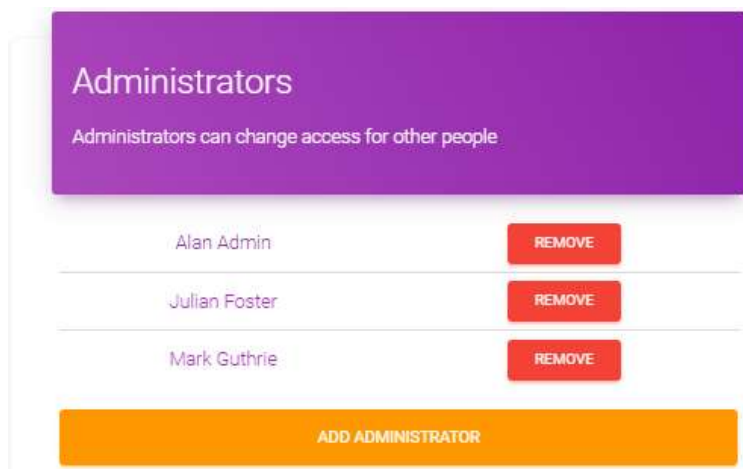 Administrators
Administrators can change access for other people
Alan Admin REMOVE
Julian Foster REMOVE
Mark Guthrie REMOVE
ADD ADMINISTRATOR